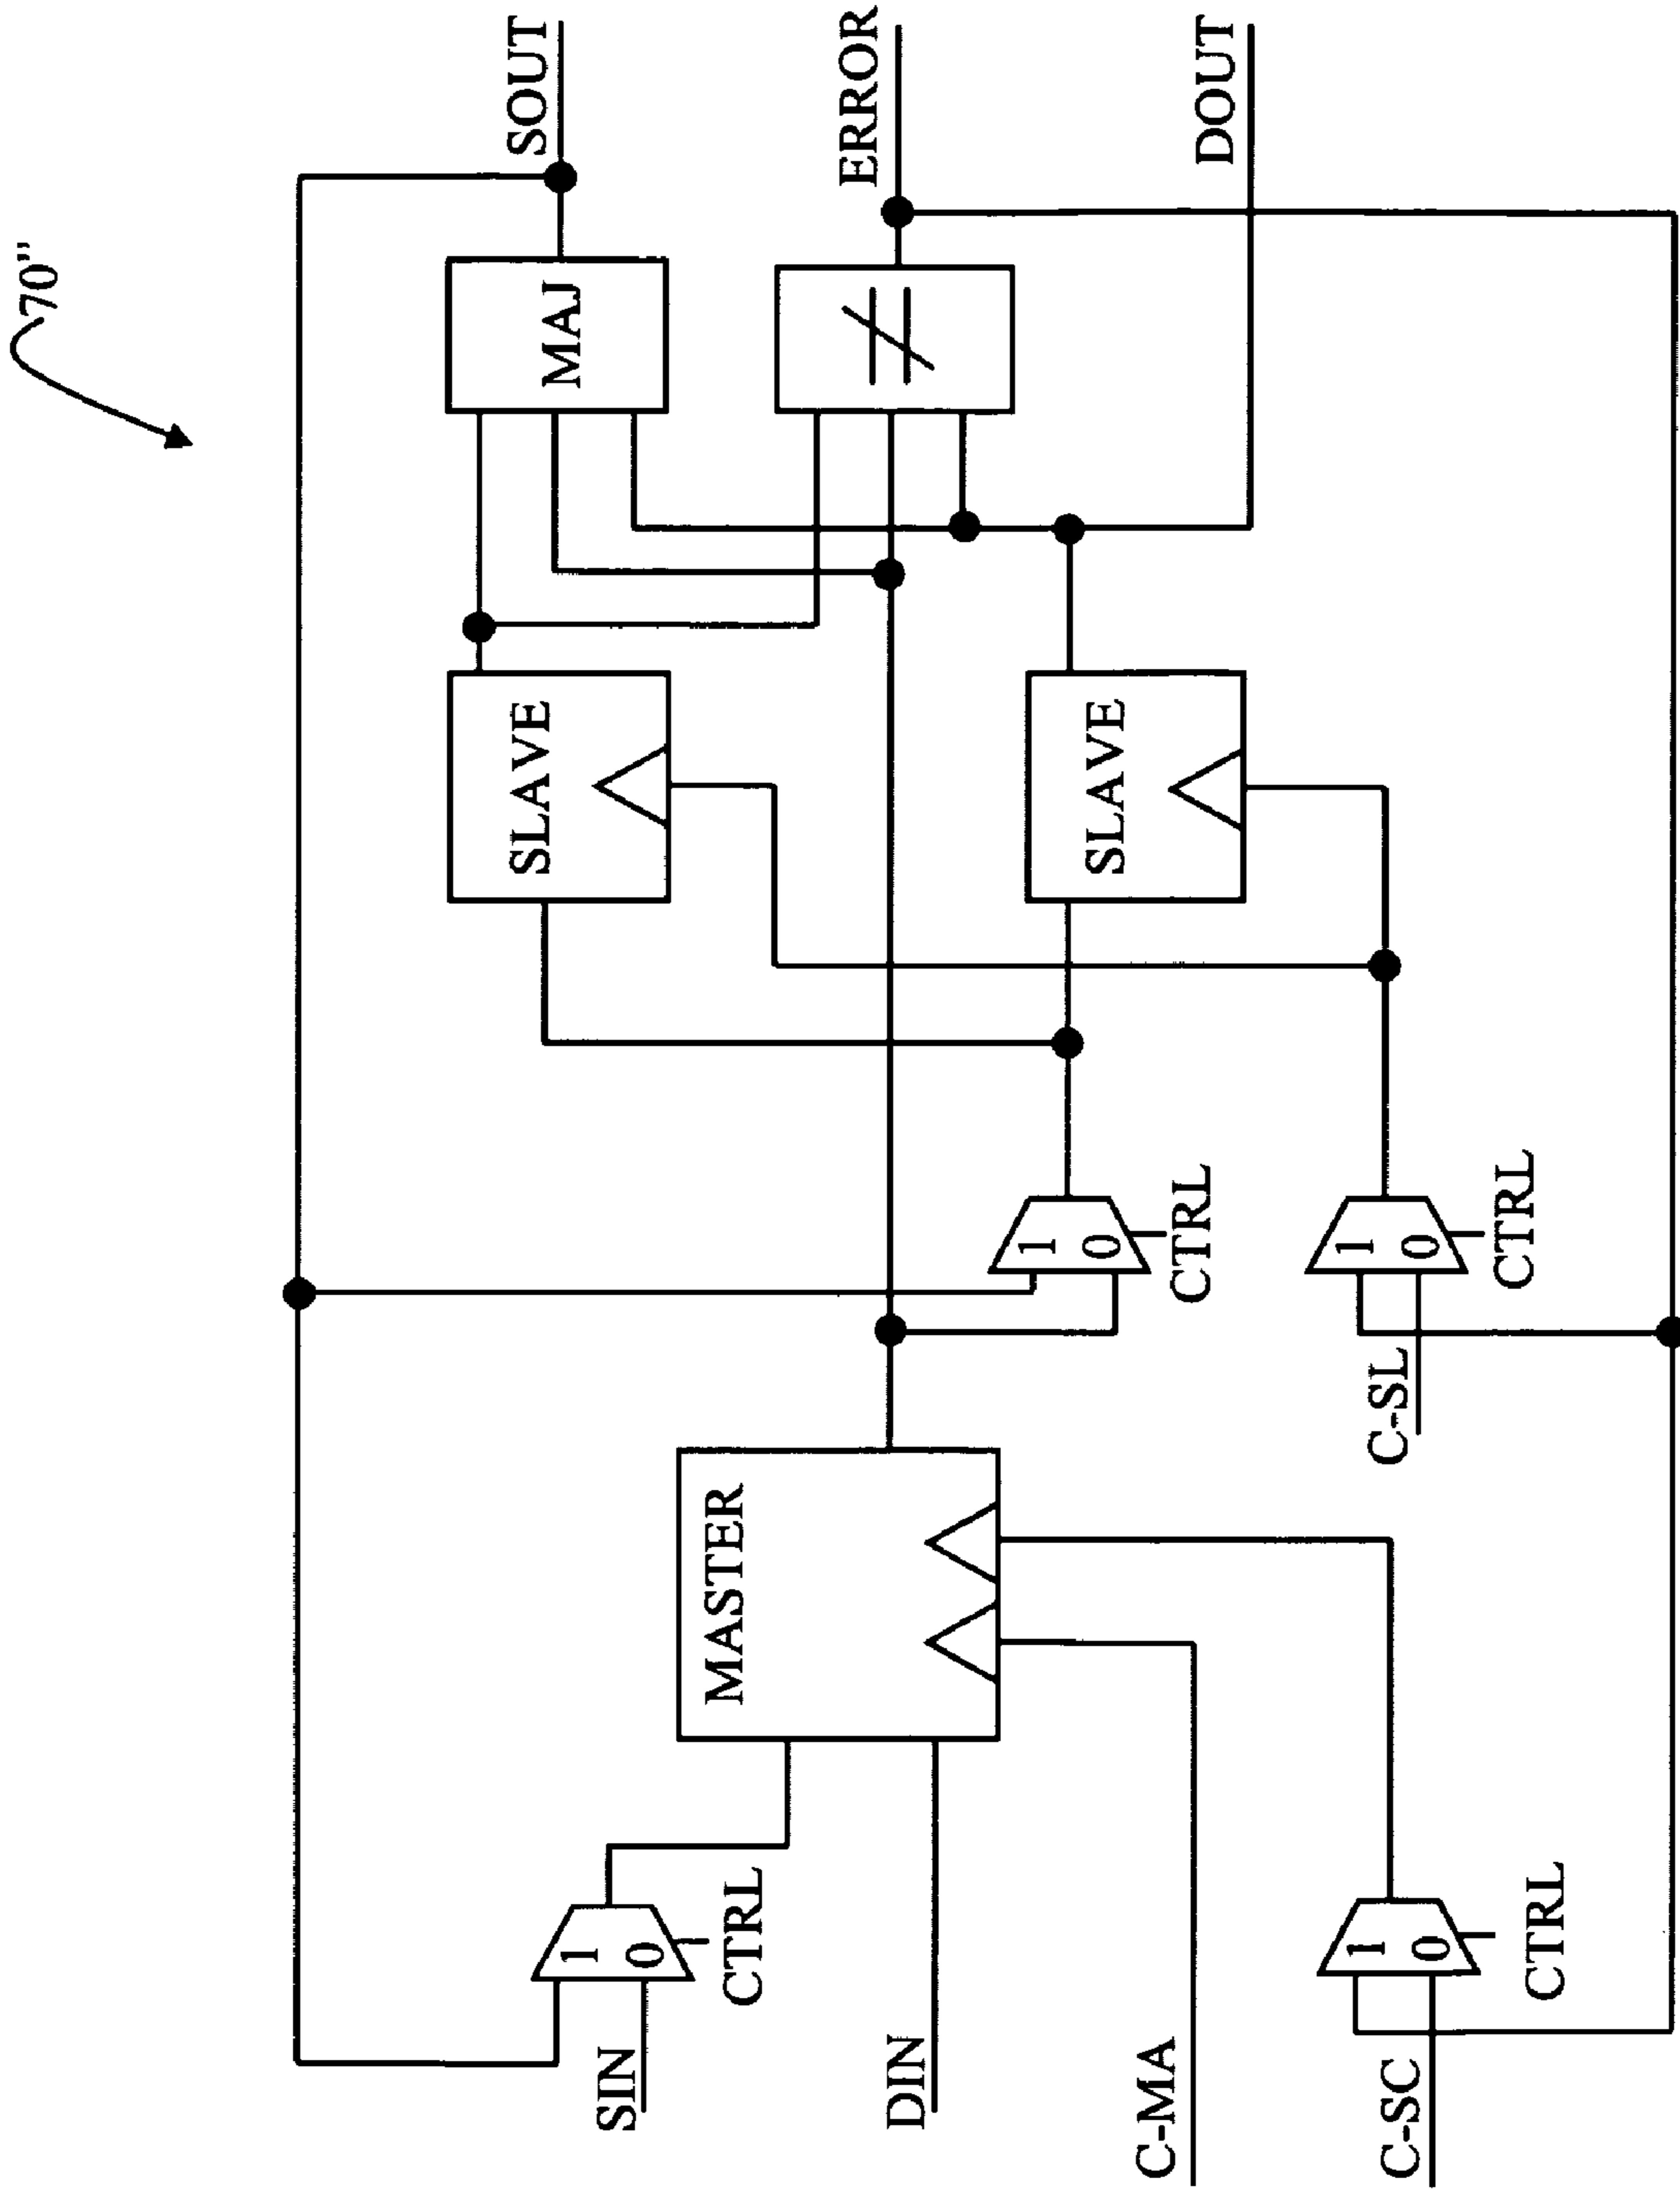 70"
SIN
1
0
CTRL
DIN
C-MA
C-SC
1
0
CTRL
MASTER
1
0
CTRL
C-SL
1
0
CTRL
SLAVE
SLAVE
MAJ
≠
SOUT
ERROR
DOUT